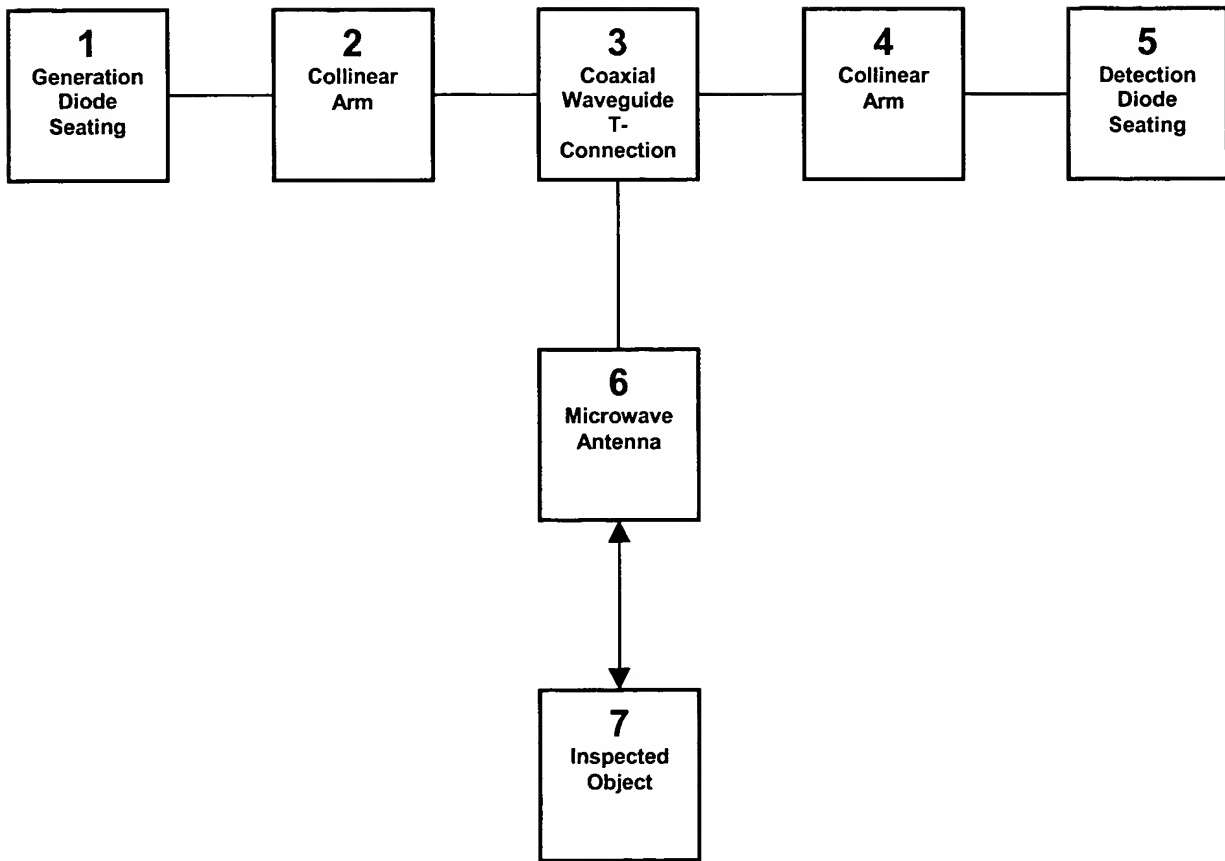 1
Generation
Diode
Seating
2
Collinear
Arm
3
Coaxial
Waveguide
T-
Connection
4
Collinear
Arm
5
Detection
Diode
Seating
6
Microwave
Antenna
7
Inspected
Object